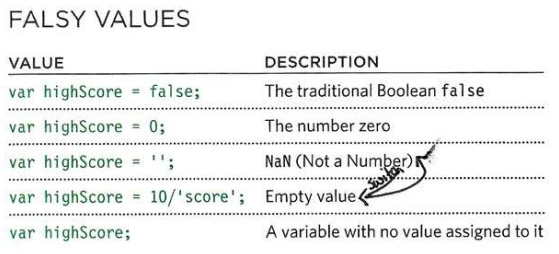 FALSY VALUES
VALUE DESCRIPTION
var highScore = false; The traditional Boolean false
var highScore = 0; The number zero
var highScore = ''; NaN (Not a Number)
switch
var highScore = 10/'score'; Empty value
var highScore; A variable with no value assigned to it